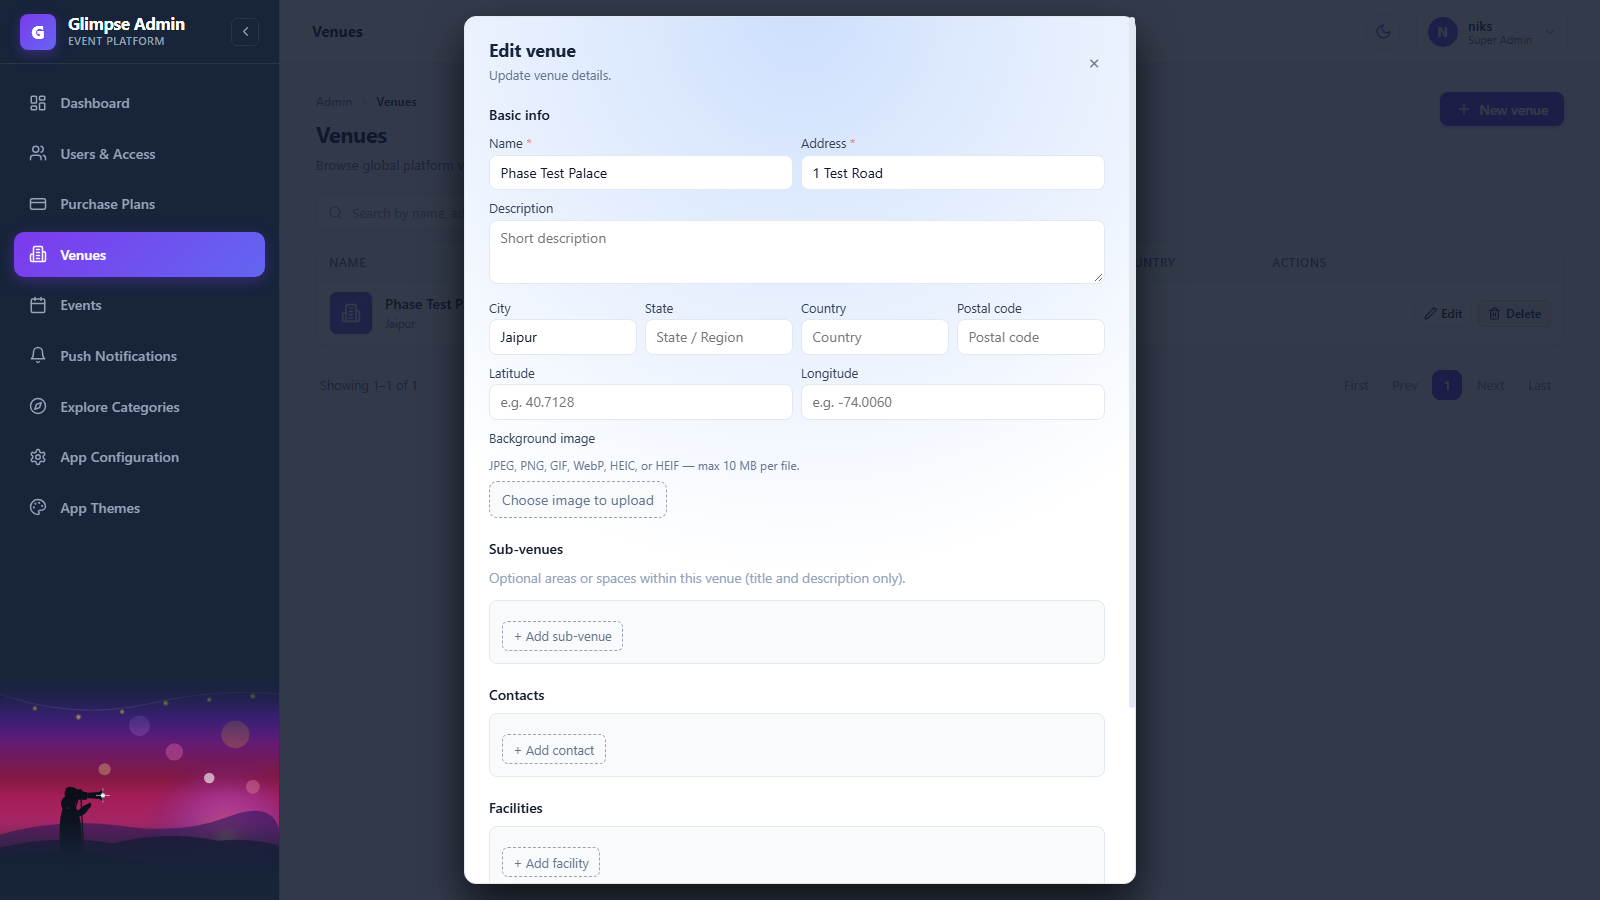 G
Glimpse Admin
EVENT PLATFORM
Dashboard
Users & Access
Purchase Plans
Venues
Events
Push Notifications
Explore Categories
App Configuration
App Themes
Venues
N
niks
Super Admin
Admin
Venues
Venues
Browse global platform
+ New venue
Search by name,
NAME
ACTIONS
Phase Test P
Jaipur
Edit
Delete
Showing 1–1 of 1
First
Prev
1
Next
Last
Edit venue
Update venue details.
×
Basic info
Name *
Address *
Phase Test Palace
1 Test Road
Description
Short description
City
State
Country
Postal code
Jaipur
State / Region
Country
Postal code
Latitude
Longitude
e.g. 40.7128
e.g. -74.0060
Background image
JPEG, PNG, GIF, WebP, HEIC, or HEIF — max 10 MB per file.
Choose image to upload
Sub-venues
Optional areas or spaces within this venue (title and description only).
+ Add sub-venue
Contacts
+ Add contact
Facilities
+ Add facility